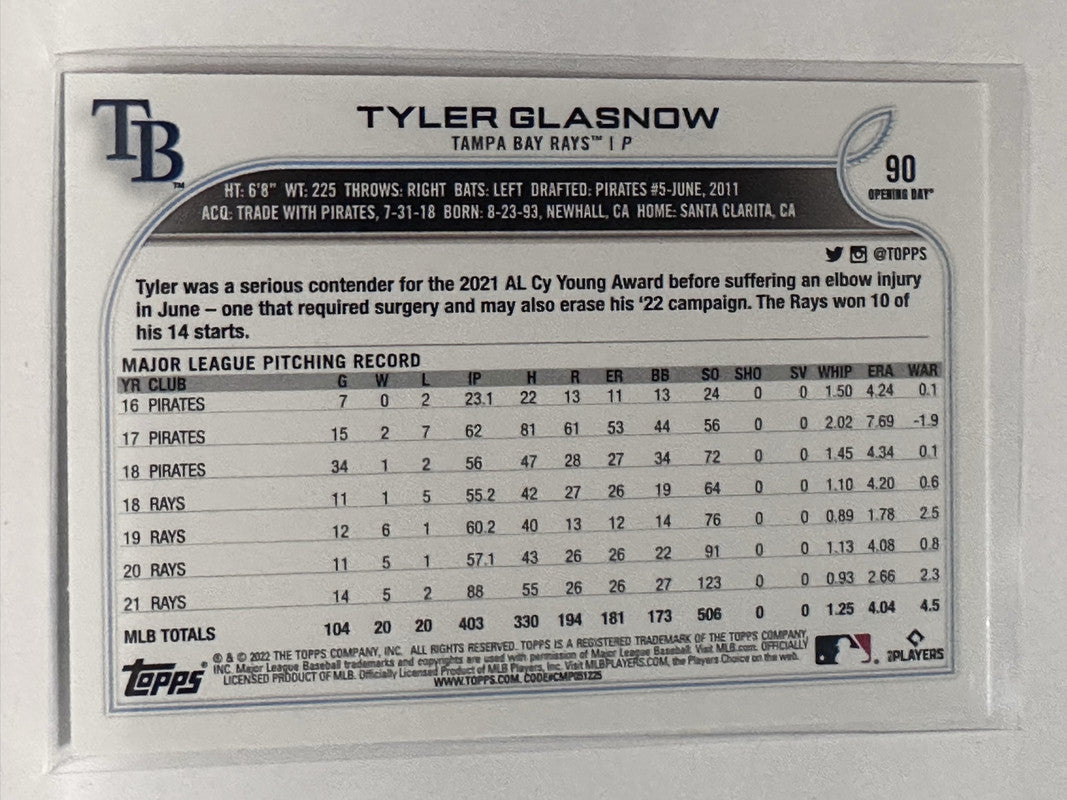 TB™
TYLER GLASNOW
TAMPA BAY RAYS™ | P
90
OPENING DAY®
HT: 6'8" WT: 225 THROWS: RIGHT BATS: LEFT DRAFTED: PIRATES #5-JUNE, 2011
ACQ: TRADE WITH PIRATES, 7-31-18 BORN: 8-23-93, NEWHALL, CA HOME: SANTA CLARITA, CA
@TOPPS
Tyler was a serious contender for the 2021 AL Cy Young Award before suffering an elbow injury
in June – one that required surgery and may also erase his '22 campaign. The Rays won 10 of
his 14 starts.
MAJOR LEAGUE PITCHING RECORD
YR CLUB G W L IP H R ER BB SO SHO SV WHIP ERA WAR
16 PIRATES 7 0 2 23.1 22 13 11 13 24 0 0 1.50 4.24 0.1
17 PIRATES 15 2 7 62 81 61 53 44 56 0 0 2.02 7.69 -1.9
18 PIRATES 34 1 2 56 47 28 27 34 72 0 0 1.45 4.34 0.1
18 RAYS 11 1 5 55.2 42 27 26 19 64 0 0 1.10 4.20 0.6
19 RAYS 12 6 1 60.2 40 13 12 14 76 0 0 0.89 1.78 2.5
20 RAYS 11 5 1 57.1 43 26 26 22 91 0 0 1.13 4.08 0.8
21 RAYS 14 5 2 88 55 26 26 27 123 0 0 0.93 2.66 2.3
MLB TOTALS 104 20 20 403 330 194 181 173 506 0 0 1.25 4.04 4.5
Topps®
® & © 2022 THE TOPPS COMPANY, INC. ALL RIGHTS RESERVED. TOPPS IS A REGISTERED TRADEMARK OF THE TOPPS COMPANY,
INC. Major League Baseball trademarks and copyrights are used with permission of Major League Baseball. Visit MLB.com. OFFICIALLY
LICENSED PRODUCT OF MLB. Officially Licensed Product of MLB Players, Inc. Visit MLBPLAYERS.COM, the Players Choice on the web.
WWW.TOPPS.COM. CODE#CMP051225
PLAYERS